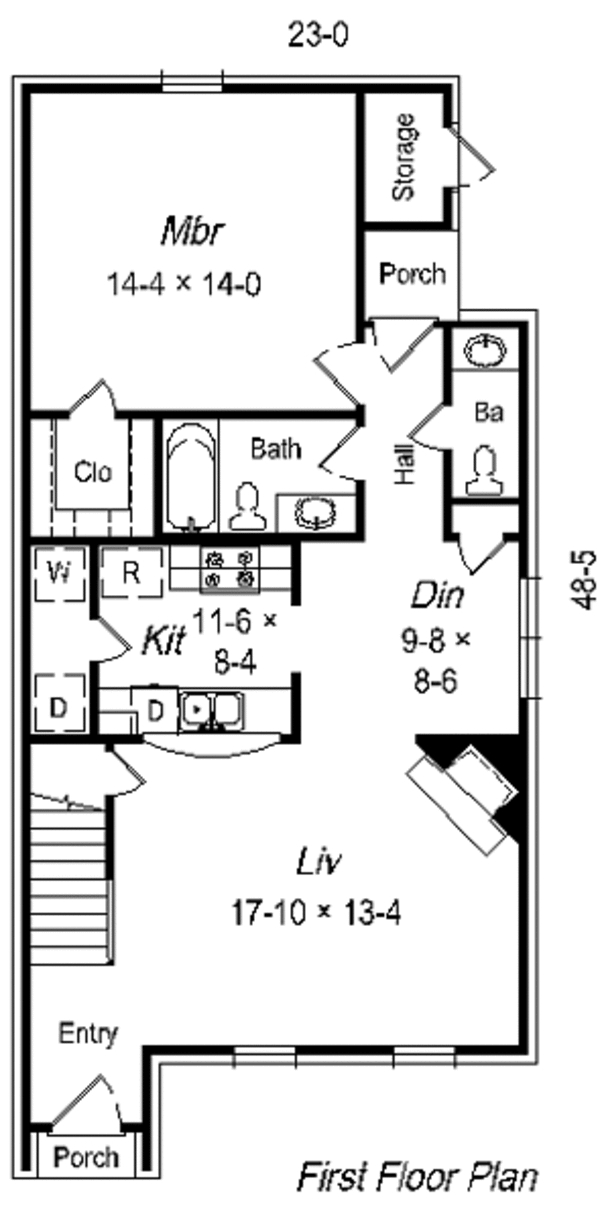 23-0
Storage
Mbr
14-4 × 14-0
Porch
Ba
Bath
Hall
Clo
W
R
48-5
Din
9-8 ×
8-6
Kit
11-6 ×
8-4
D
D
Liv
17-10 × 13-4
Entry
Porch
First Floor Plan